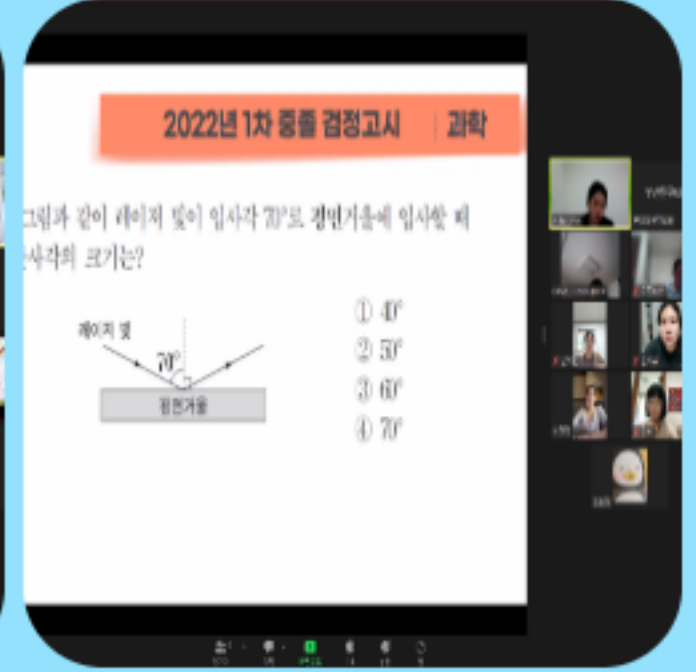 2022년 1차 중졸 검정고시 | 과학
그림과 같이 레이저 빛이 입사각 70°로 평면거울에 입사할 때
사각의 크기는?
레이저 빛
70°
평면거울
① 40°
② 50°
③ 60°
④ 70°